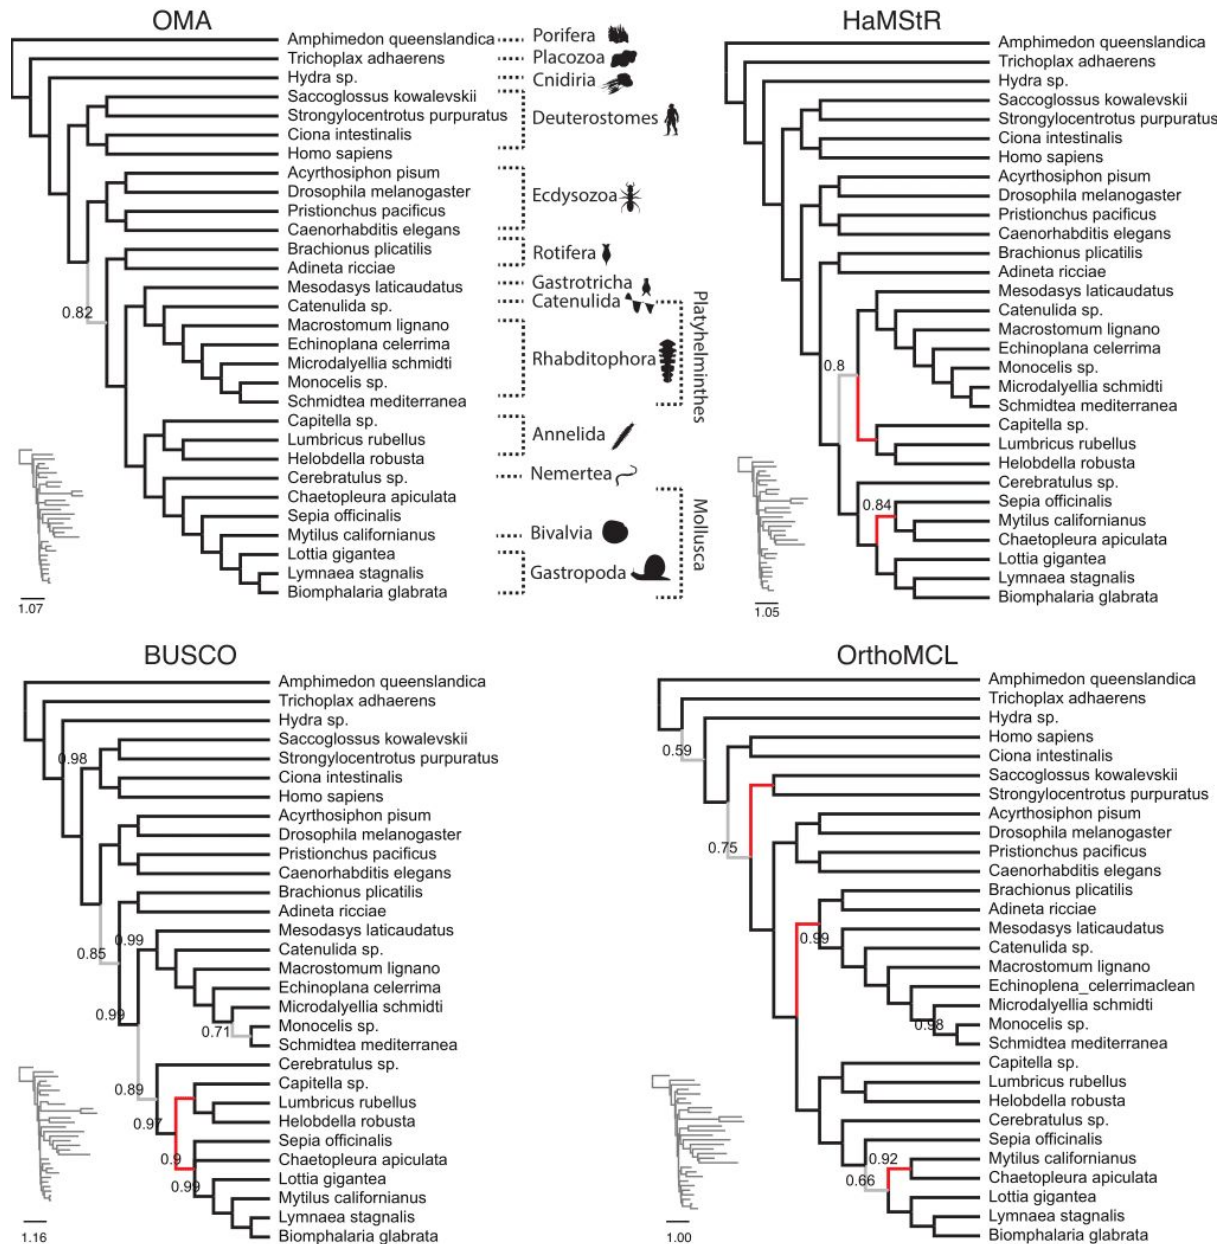 OMA
Amphimedon queenslandica
Trichoplax adhaerens
Hydra sp.
Saccoglossus kowalevskii
Strongylocentrotus purpuratus
Ciona intestinalis
Homo sapiens
Acyrthosiphon pisum
Drosophila melanogaster
Pristionchus pacificus
Caenorhabditis elegans
Brachionus plicatilis
Adineta ricciae
Mesodasys laticaudatus
Catenulida sp.
Macrostomum lignano
Echinoplana celerrima
Microdalyellia schmidti
Monocelis sp.
Schmidtea mediterranea
Capitella sp.
Lumbricus rubellus
Helobdella robusta
Cerebratulus sp.
Chaetopleura apiculata
Sepia officinalis
Mytilus californianus
Lottia gigantea
Lymnaea stagnalis
Biomphalaria glabrata
0.82
1.07
Porifera
Placozoa
Cnidiria
Deuterostomes
Ecdysozoa
Rotifera
Gastrotricha
Catenulida
Rhabditophora
Platyhelminthes
Annelida
Nemertea
Bivalvia
Gastropoda
Mollusca
HaMStR
Amphimedon queenslandica
Trichoplax adhaerens
Hydra sp.
Saccoglossus kowalevskii
Strongylocentrotus purpuratus
Ciona intestinalis
Homo sapiens
Acyrthosiphon pisum
Drosophila melanogaster
Pristionchus pacificus
Caenorhabditis elegans
Brachionus plicatilis
Adineta ricciae
Mesodasys laticaudatus
Catenulida sp.
Macrostomum lignano
Echinoplana celerrima
Monocelis sp.
Microdalyellia schmidti
Schmidtea mediterranea
Capitella sp.
Lumbricus rubellus
Helobdella robusta
Cerebratulus sp.
Sepia officinalis
Mytilus californianus
Chaetopleura apiculata
Lottia gigantea
Lymnaea stagnalis
Biomphalaria glabrata
0.8
0.84
1.05
BUSCO
Amphimedon queenslandica
Trichoplax adhaerens
Hydra sp.
Saccoglossus kowalevskii
Strongylocentrotus purpuratus
Ciona intestinalis
Homo sapiens
Acyrthosiphon pisum
Drosophila melanogaster
Pristionchus pacificus
Caenorhabditis elegans
Brachionus plicatilis
Adineta ricciae
Mesodasys laticaudatus
Catenulida sp.
Macrostomum lignano
Echinoplana celerrima
Microdalyellia schmidti
Monocelis sp.
Schmidtea mediterranea
Cerebratulus sp.
Capitella sp.
Lumbricus rubellus
Helobdella robusta
Sepia officinalis
Chaetopleura apiculata
Lottia gigantea
Mytilus californianus
Lymnaea stagnalis
Biomphalaria glabrata
0.98
0.99
0.85
0.99
0.71
0.89
0.97
0.9
0.99
1.16
OrthoMCL
Amphimedon queenslandica
Trichoplax adhaerens
Hydra sp.
Homo sapiens
Ciona intestinalis
Saccoglossus kowalevskii
Strongylocentrotus purpuratus
Acyrthosiphon pisum
Drosophila melanogaster
Pristionchus pacificus
Caenorhabditis elegans
Brachionus plicatilis
Adineta ricciae
Mesodasys laticaudatus
Catenulida sp.
Macrostomum lignano
Echinoplena_celerrimaclean
Microdalyellia schmidti
Monocelis sp.
Schmidtea mediterranea
Capitella sp.
Lumbricus rubellus
Helobdella robusta
Cerebratulus sp.
Sepia officinalis
Mytilus californianus
Chaetopleura apiculata
Lottia gigantea
Lymnaea stagnalis
Biomphalaria glabrata
0.59
0.75
0.99
0.98
0.92
0.66
1.00